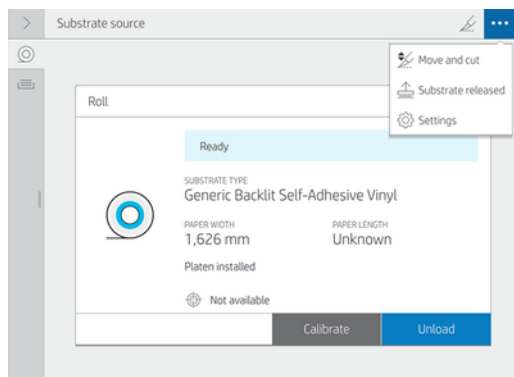 Substrate source
Move and cut
Substrate released
Settings
Roll
Ready
SUBSTRATE TYPE
Generic Backlit Self-Adhesive Vinyl
PAPER WIDTH PAPER LENGTH
1,626 mm Unknown
Platen installed
Not available
Calibrate Unload